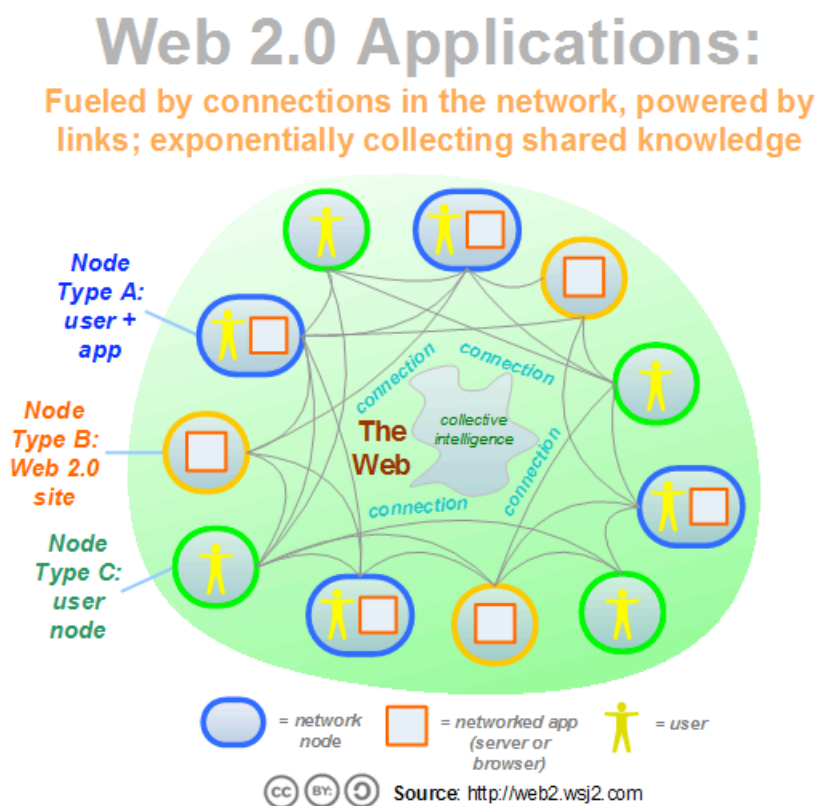 Web 2.0 Applications:
Fueled by connections in the network, powered by
links; exponentially collecting shared knowledge
Node
Type A:
user +
app
Node
Type B:
Web 2.0
site
Node
Type C:
user
node
connection
connection
collective
intelligence
The
Web
connection
connection
= network
node
= networked app
(server or
browser)
= user
cc
BY:
Source: http://web2.wsj2.com